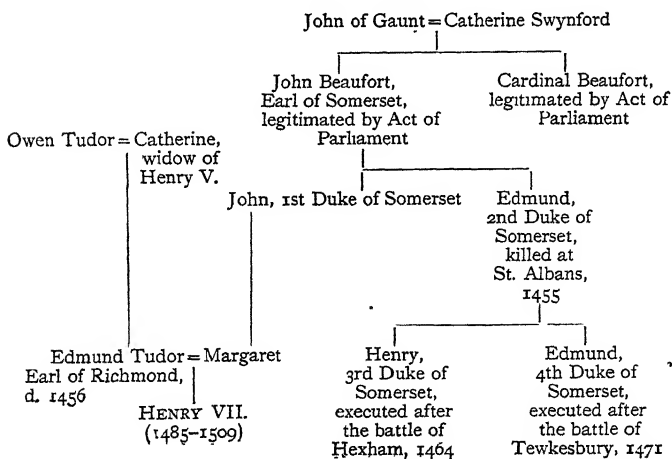 John of Gaunt = Catherine Swynford
John Beaufort,
Earl of Somerset,
legitimated by Act of
Parliament
Cardinal Beaufort,
legitimated by Act of
Parliament
Owen Tudor = Catherine,
widow of
Henry V.
John, 1st Duke of Somerset
Edmund,
2nd Duke of
Somerset,
killed at
St. Albans,
1455
Edmund Tudor = Margaret
Earl of Richmond,
d. 1456
HENRY VII.
(1485–1509)
Henry,
3rd Duke of
Somerset,
executed after
the battle of
Hexham, 1464
Edmund,
4th Duke of
Somerset,
executed after
the battle of
Tewkesbury, 1471